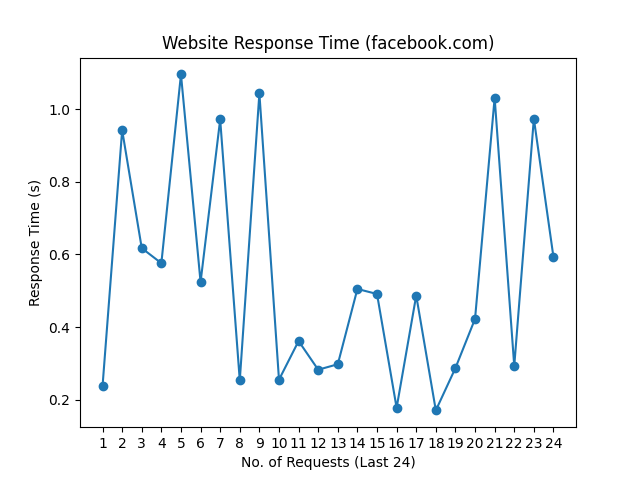 Website Response Time (facebook.com)
Response Time (s)
1.0
0.8
0.6
0.4
0.2
1 2 3 4 5 6 7 8 9 10 11 12 13 14 15 16 17 18 19 20 21 22 23 24
No. of Requests (Last 24)